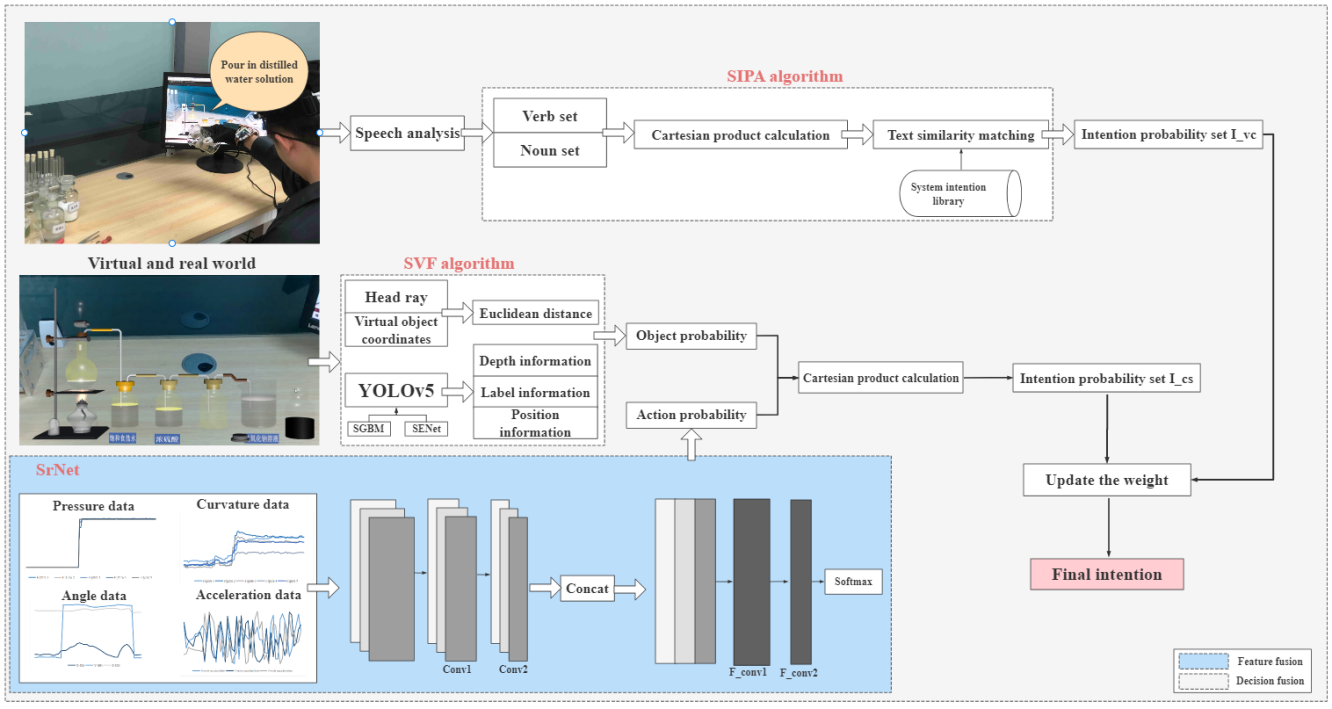 Pour in distilled
water solution
SIPA algorithm
Speech analysis
Verb set
Noun set
Cartesian product calculation
Text similarity matching
Intention probability set I_vc
System intention
library
Virtual and real world
SVF algorithm
Head ray
Virtual object
coordinates
Euclidean distance
YOLOv5
SGBM
SENet
Depth information
Label information
Position
information
Object probability
Action probability
Cartesian product calculation
Intention probability set I_cs
Update the weight
Final intention
SrNet
Pressure data
Curvature data
Angle data
Acceleration data
Conv1
Conv2
Concat
F_conv1
F_conv2
Softmax
Feature fusion
Decision fusion